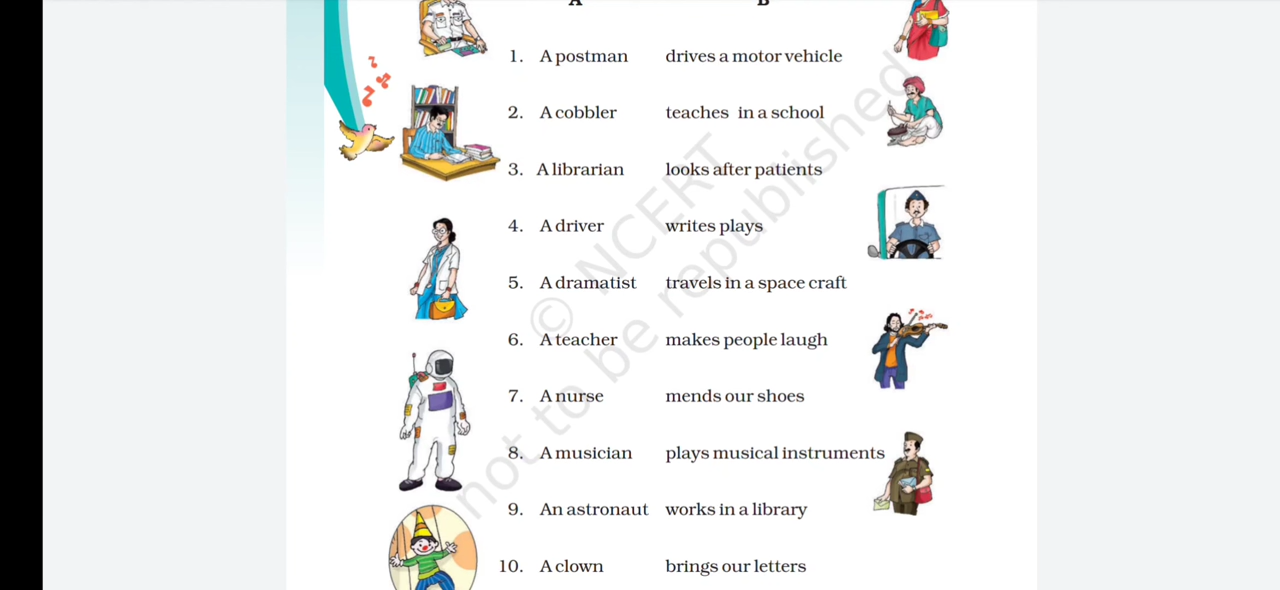 A B
1. A postman drives a motor vehicle
2. A cobbler teaches in a school
3. A librarian looks after patients
4. A driver writes plays
5. A dramatist travels in a space craft
6. A teacher makes people laugh
7. A nurse mends our shoes
8. A musician plays musical instruments
9. An astronaut works in a library
10. A clown brings our letters
© NCERT
not to be republished